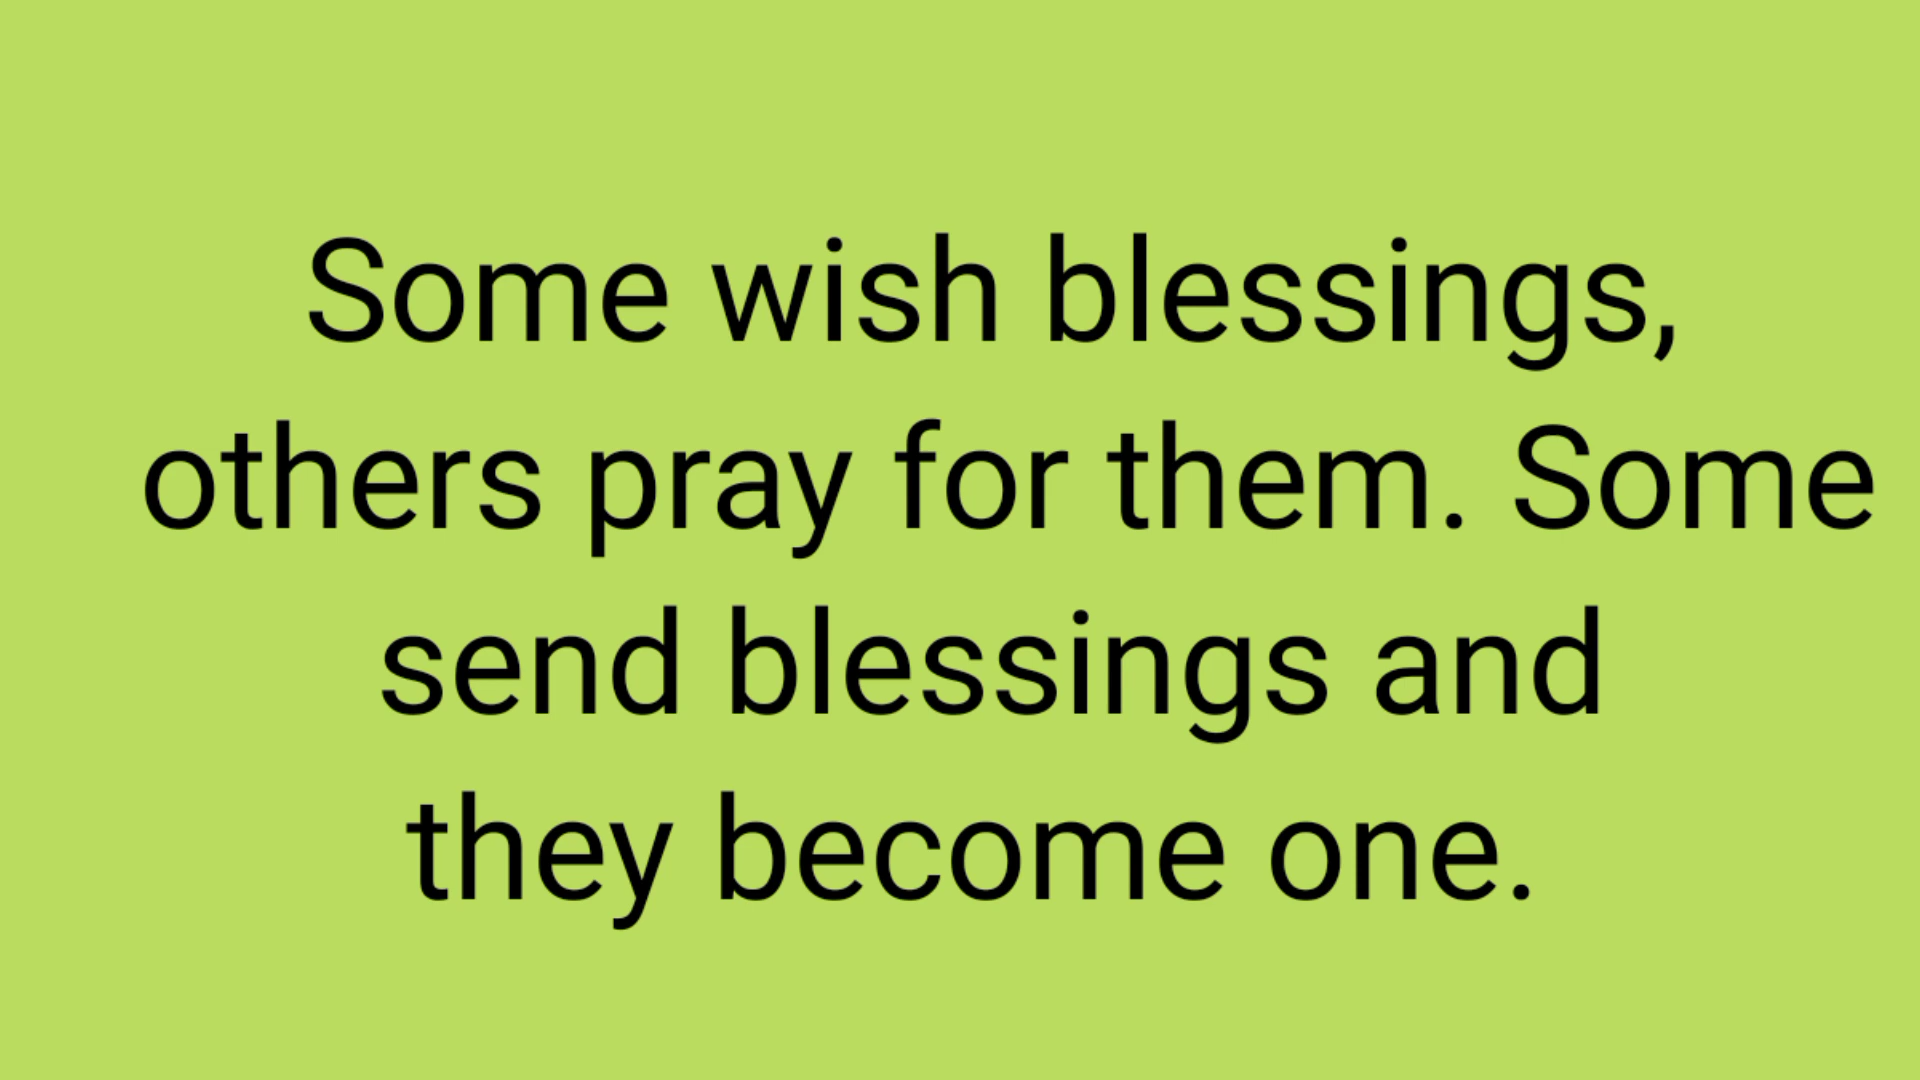 Some wish blessings,
others pray for them. Some
send blessings and
they become one.